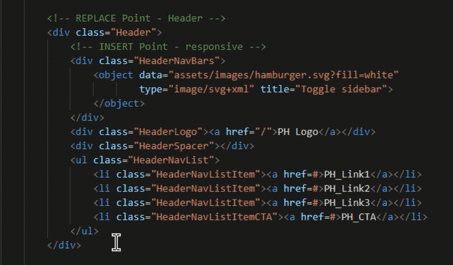 <!-- REPLACE Point - Header -->
<div class="Header">
<!-- INSERT Point - responsive -->
<div class="HeaderNavBars">
<object data="assets/images/hamburger.svg?fill=white"
type="image/svg+xml" title="Toggle sidebar">
</object>
</div>
<div class="HeaderLogo"><a href="/">PH Logo</a></div>
<div class="HeaderSpacer"></div>
<ul class="HeaderNavList">
<li class="HeaderNavListItem"><a href=#>PH_Link1</a></li>
<li class="HeaderNavListItem"><a href=#>PH_Link2</a></li>
<li class="HeaderNavListItem"><a href=#>PH_Link3</a></li>
<li class="HeaderNavListItemCTA"><a href=#>PH_CTA</a></li>
</ul>
</div>